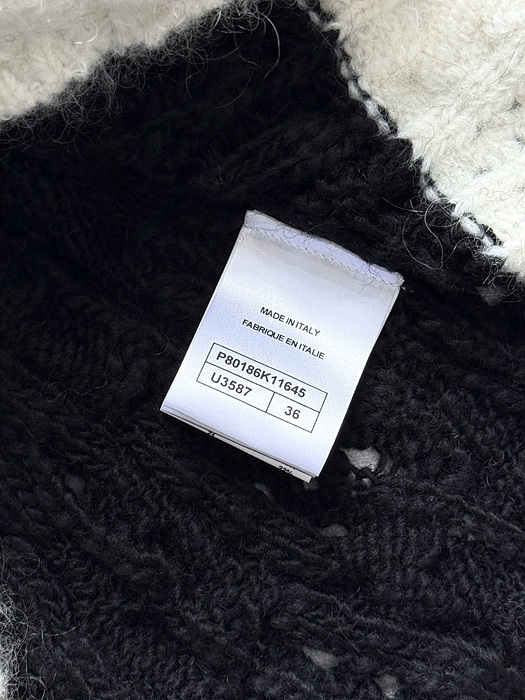 MADE IN ITALY
FABRIQUE EN ITALIE
P80186K11645
U3587 36